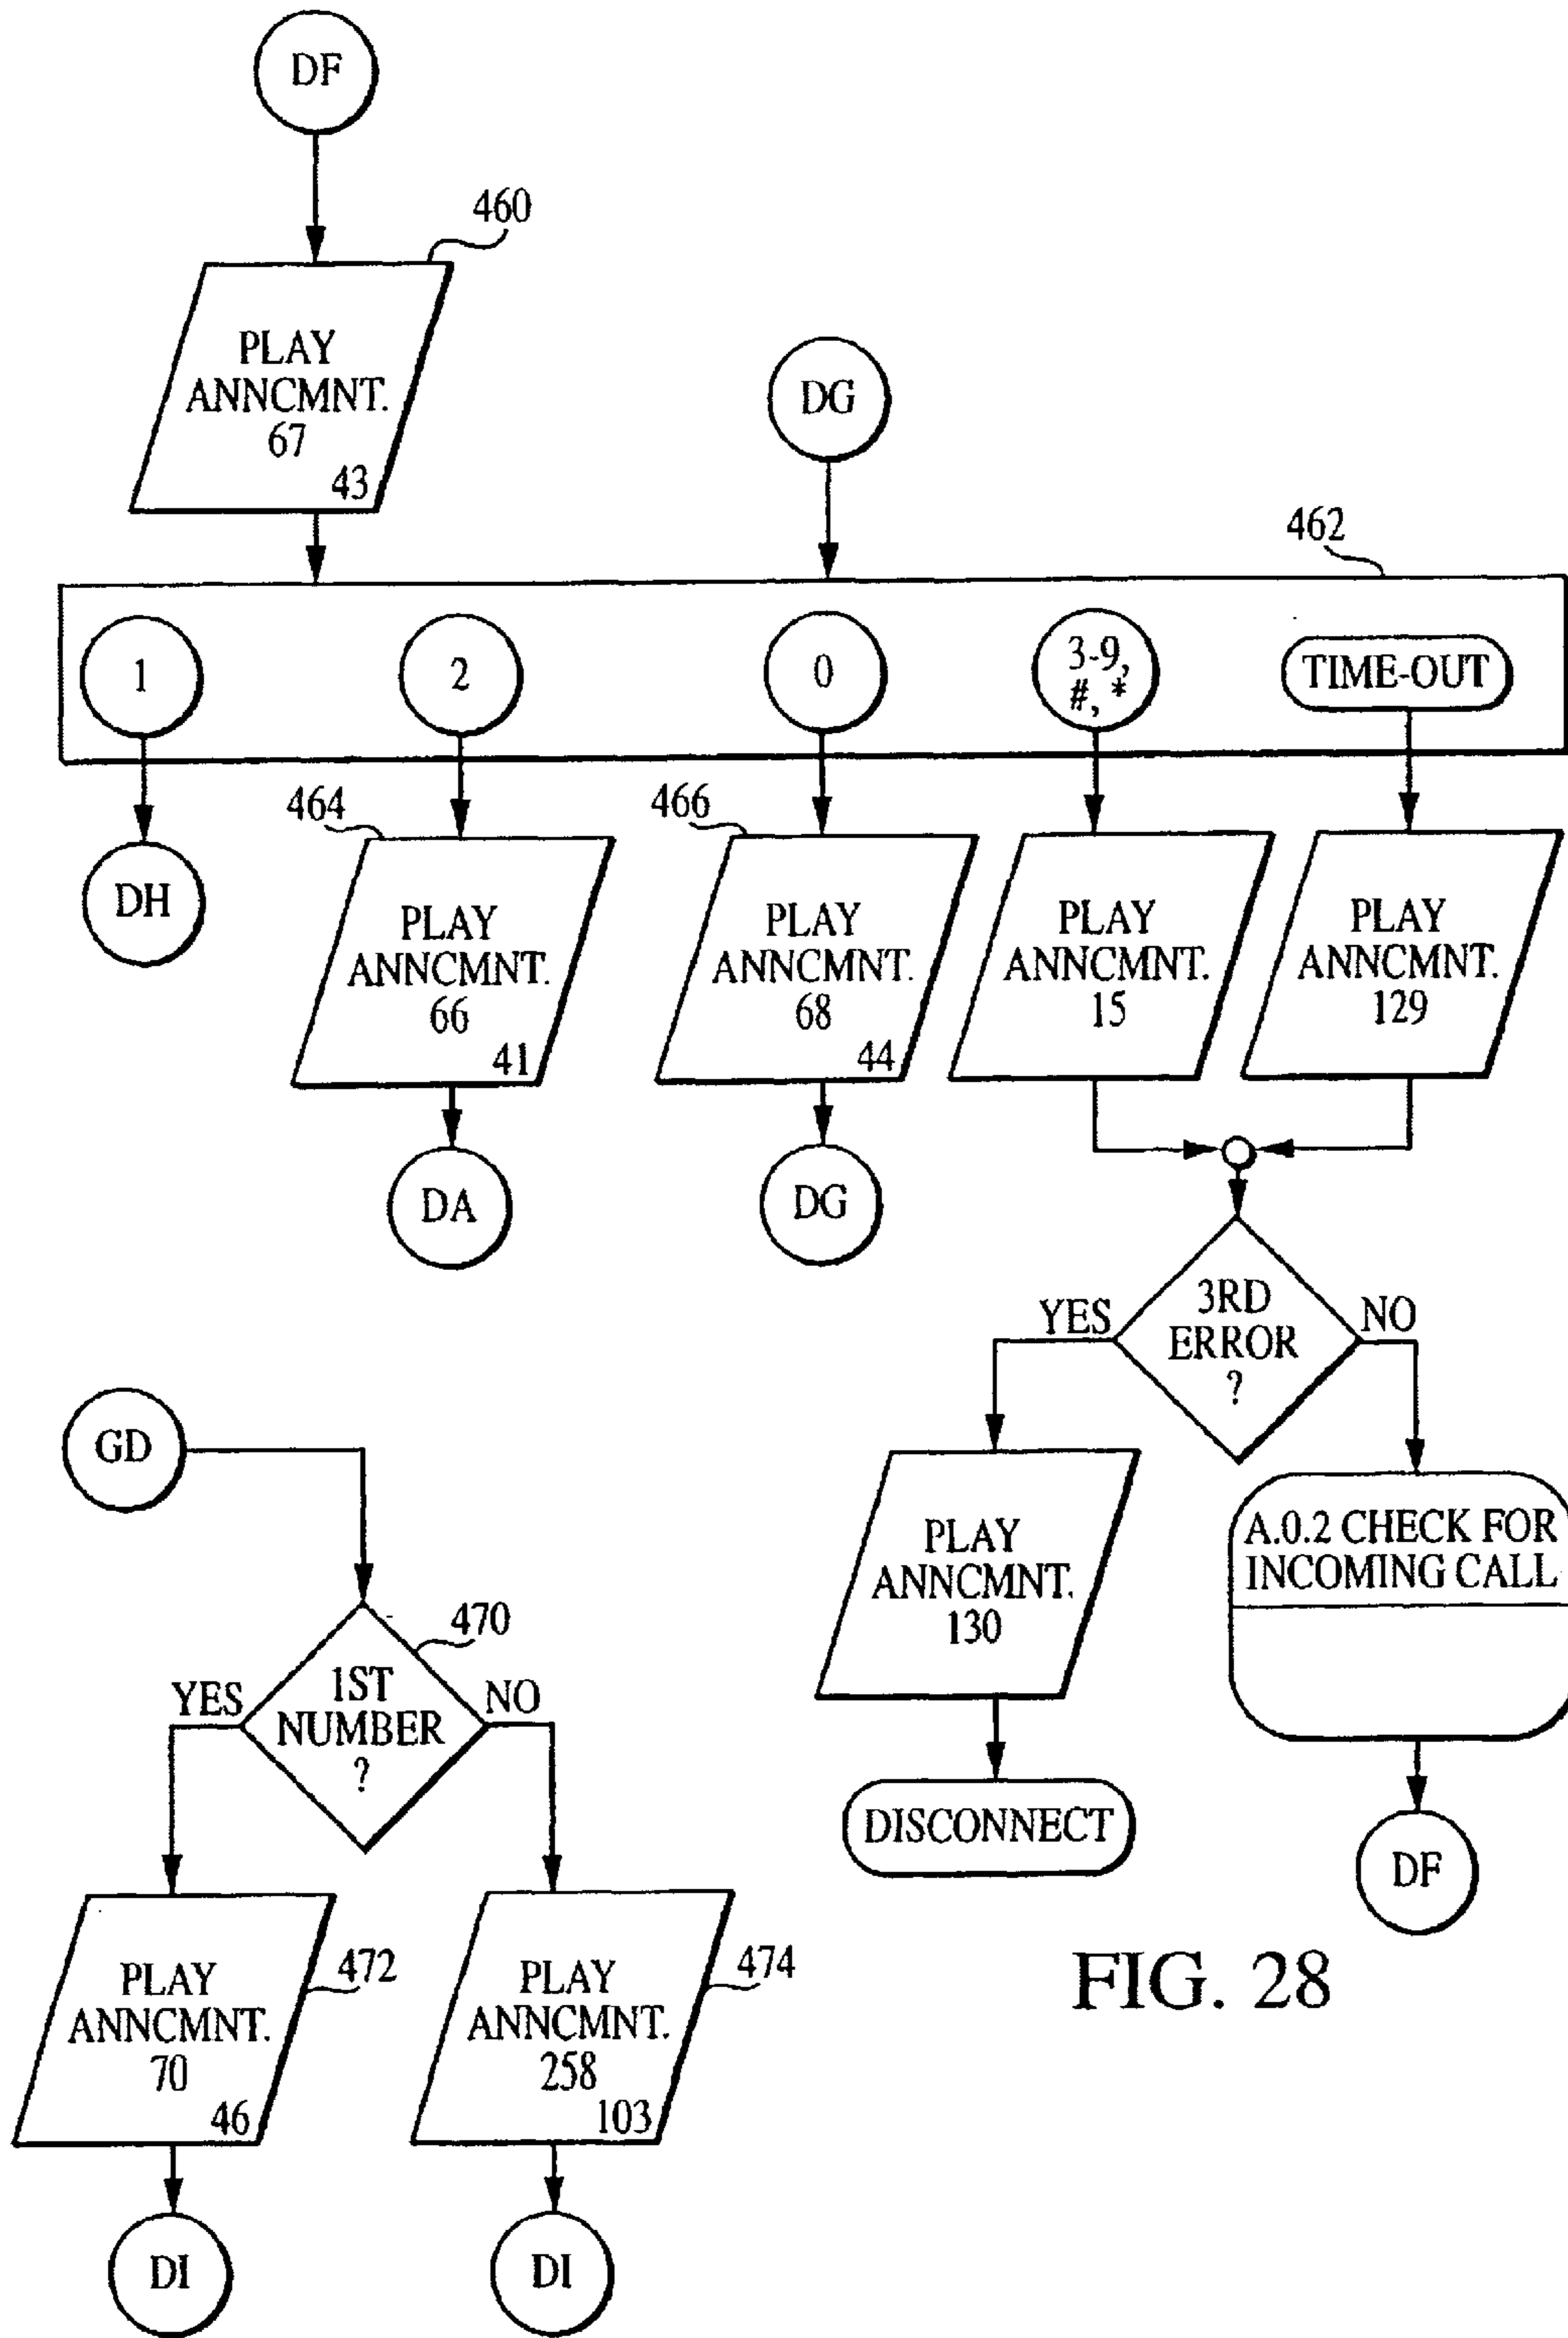 DF
460
PLAY
ANNCMNT.
67
43
DG
462
1
2
0
3-9,
#, *
TIME-OUT
DH
464
PLAY
ANNCMNT.
66
41
DA
466
PLAY
ANNCMNT.
68
44
DG
PLAY
ANNCMNT.
15
PLAY
ANNCMNT.
129
3RD
ERROR
?
YES
NO
PLAY
ANNCMNT.
130
DISCONNECT
A.0.2 CHECK FOR
INCOMING CALL
DF
GD
470
1ST
NUMBER
?
YES
NO
472
PLAY
ANNCMNT.
70
46
DI
474
PLAY
ANNCMNT.
258
103
DI
FIG. 28